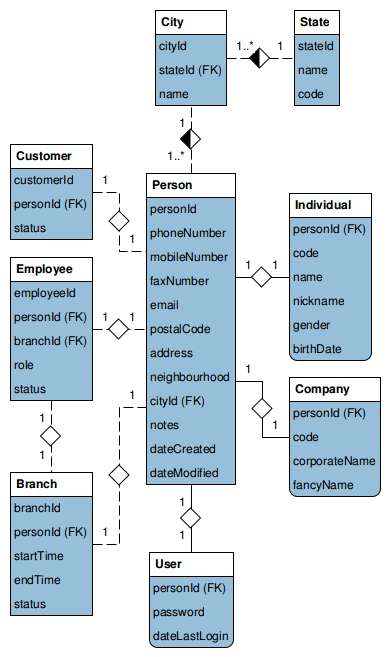 City
cityId
stateId (FK)
name
1..*
1
State
stateId
name
code
1
1..*
Customer
customerId
personId (FK)
status
1
1
Person
personId
phoneNumber
mobileNumber
faxNumber
email
postalCode
address
neighbourhood
cityId (FK)
notes
dateCreated
dateModified
Individual
personId (FK)
code
name
nickname
gender
birthDate
1
1
Employee
employeeId
personId (FK)
branchId (FK)
role
status
1
1
1
1
Company
personId (FK)
code
corporateName
fancyName
1
1
Branch
branchId
personId (FK)
startTime
endTime
status
1
1
1
1
User
personId (FK)
password
dateLastLogin